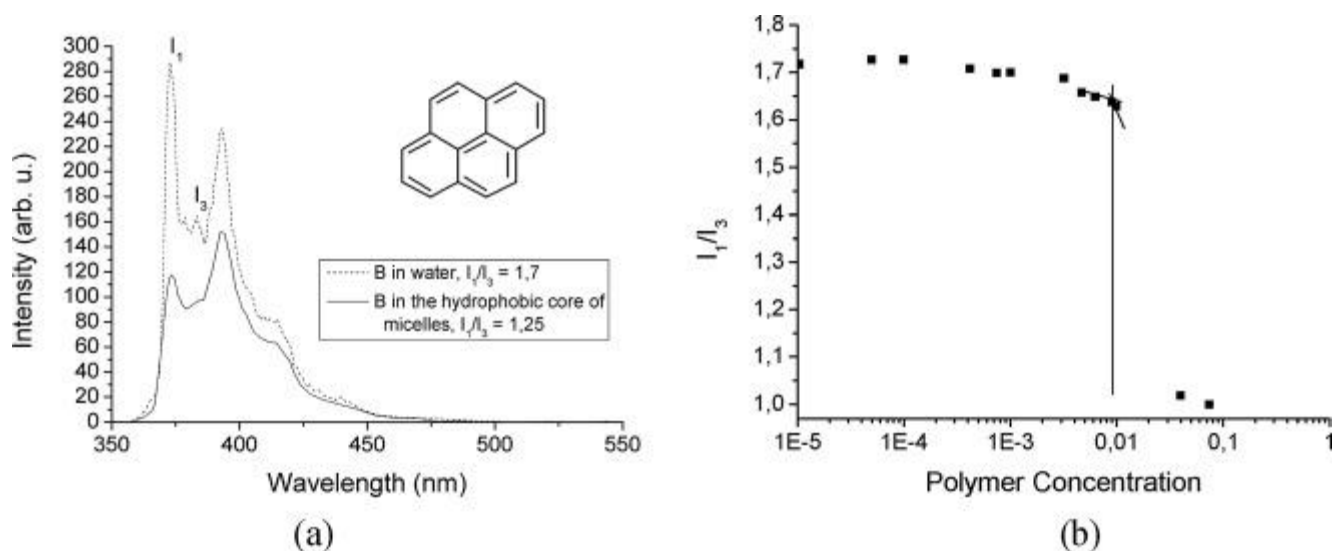 300
280
260
240
220
200
180
160
140
120
100
80
60
40
20
0
350
400
450
500
550
Intensity (arb. u.)
Wavelength (nm)
I1
I3
B in water, I1/I3 = 1,7
B in the hydrophobic core of
micelles, I1/I3 = 1,25
(a)
1,8
1,7
1,6
1,5
1,4
1,3
1,2
1,1
1,0
I1/I3
1E-5
1E-4
1E-3
0,01
0,1
1
Polymer Concentration
(b)